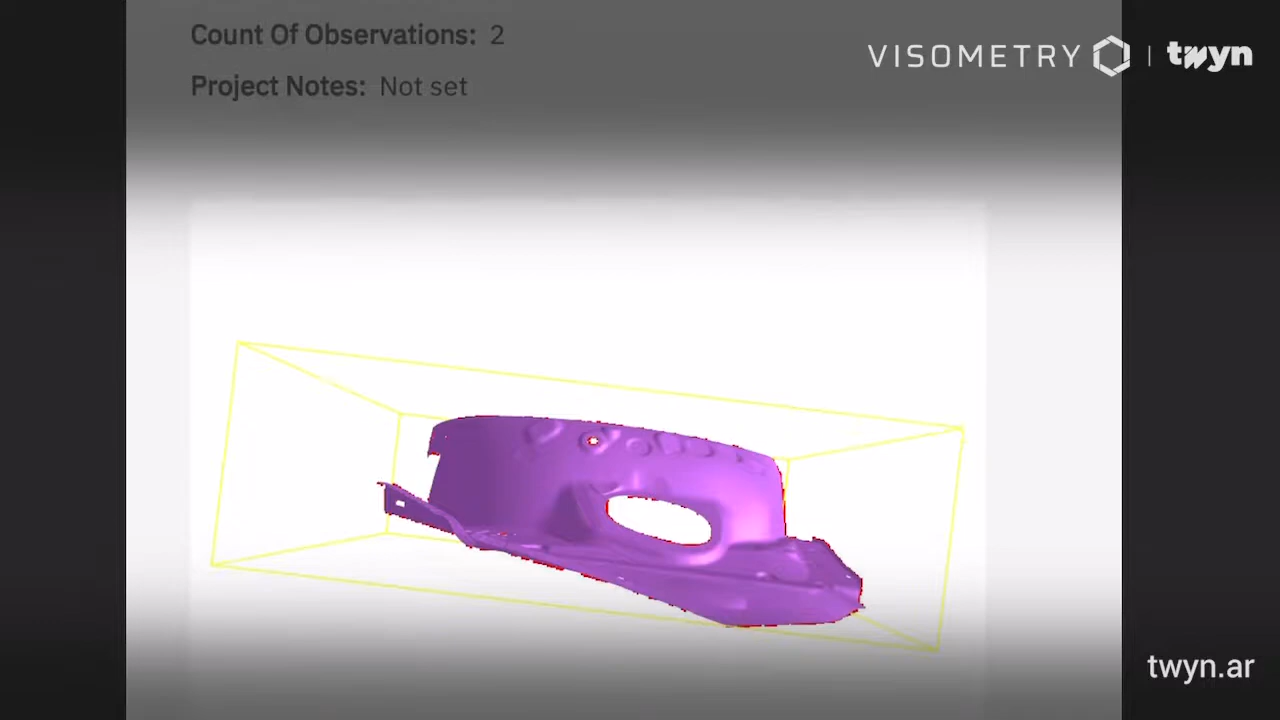 Count Of Observations: 2
VISOMETRY | twyn
Project Notes: Not set
twyn.ar